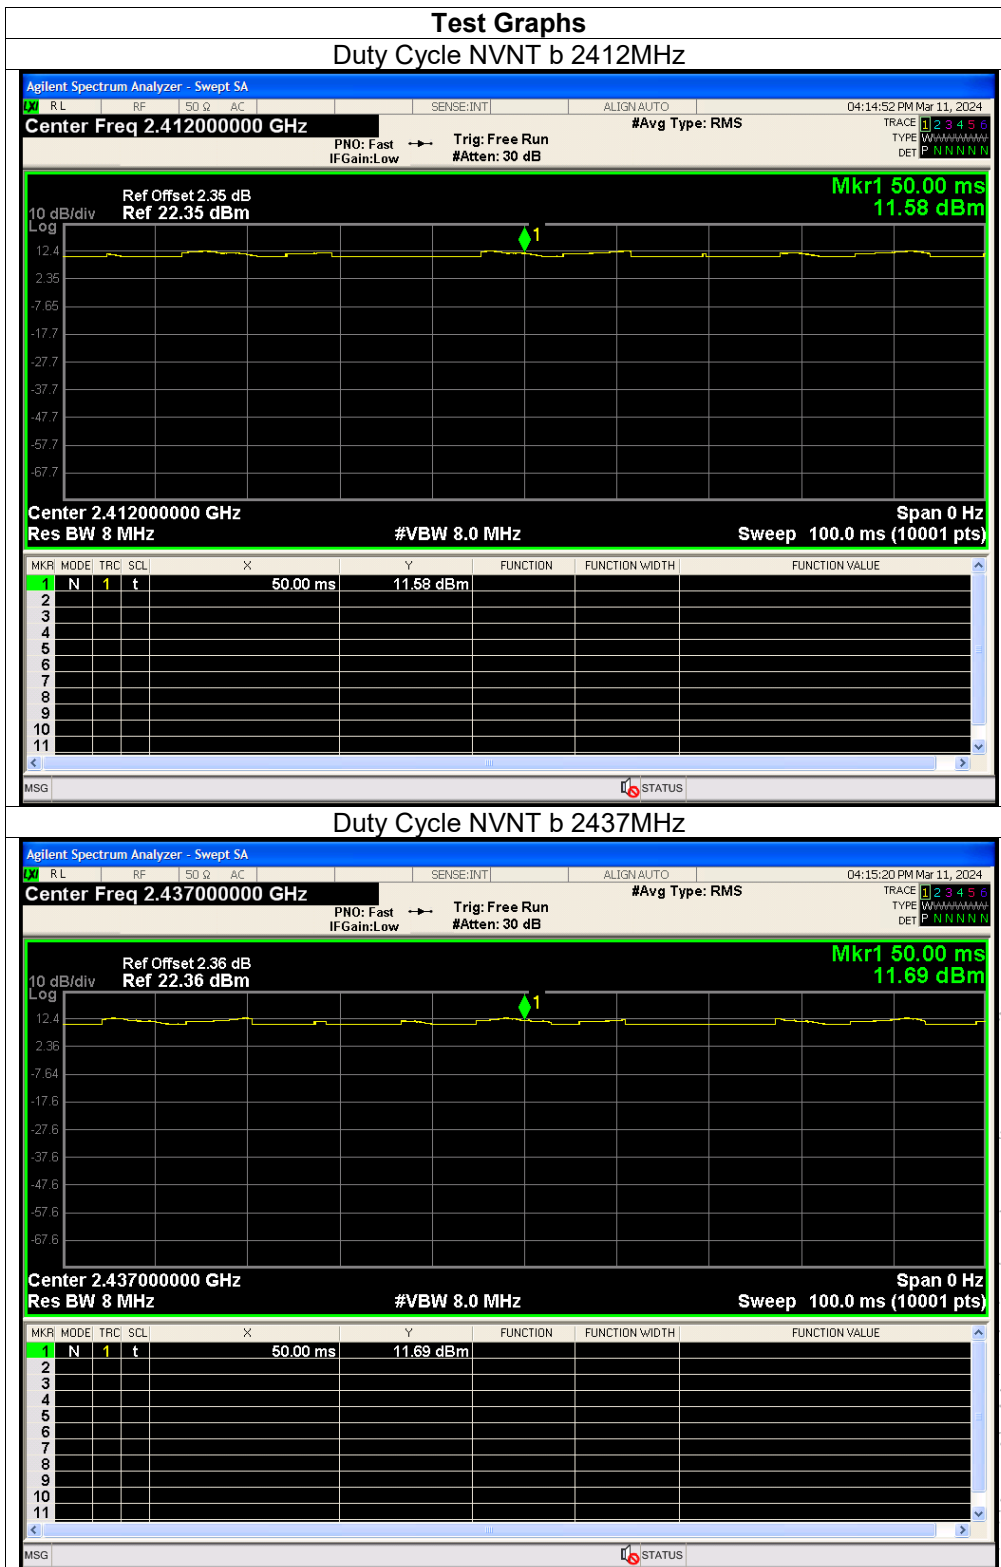 Test Graphs
Duty Cycle NVNT b 2412MHz
Agilent Spectrum Analyzer - Swept SA
LXI RL RF 50 Ω AC SENSE:INT ALIGN AUTO 04:14:52 PM Mar 11, 2024
Center Freq 2.412000000 GHz #Avg Type: RMS TRACE 1 2 3 4 5 6
PNO: Fast Trig: Free Run TYPE WWWWWW
IFGain:Low #Atten: 30 dB DET P N N N N N
Mkr1 50.00 ms
Ref Offset 2.35 dB
10 dB/div Ref 22.35 dBm 11.58 dBm
Log
1
12.4
2.35
-7.65
-17.7
-27.7
-37.7
-47.7
-57.7
-67.7
Center 2.412000000 GHz Span 0 Hz
Res BW 8 MHz #VBW 8.0 MHz Sweep 100.0 ms (10001 pts)
MKR MODE TRC SCL X Y FUNCTION FUNCTION WIDTH FUNCTION VALUE
1 N 1 t 50.00 ms 11.58 dBm
2
3
4
5
6
7
8
9
10
11
MSG STATUS
Duty Cycle NVNT b 2437MHz
Agilent Spectrum Analyzer - Swept SA
LXI RL RF 50 Ω AC SENSE:INT ALIGN AUTO 04:15:20 PM Mar 11, 2024
Center Freq 2.437000000 GHz #Avg Type: RMS TRACE 1 2 3 4 5 6
PNO: Fast Trig: Free Run TYPE WWWWWW
IFGain:Low #Atten: 30 dB DET P N N N N N
Mkr1 50.00 ms
Ref Offset 2.36 dB
10 dB/div Ref 22.36 dBm 11.69 dBm
Log
1
12.4
2.36
-7.64
-17.6
-27.6
-37.6
-47.6
-57.6
-67.6
Center 2.437000000 GHz Span 0 Hz
Res BW 8 MHz #VBW 8.0 MHz Sweep 100.0 ms (10001 pts)
MKR MODE TRC SCL X Y FUNCTION FUNCTION WIDTH FUNCTION VALUE
1 N 1 t 50.00 ms 11.69 dBm
2
3
4
5
6
7
8
9
10
11
MSG STATUS